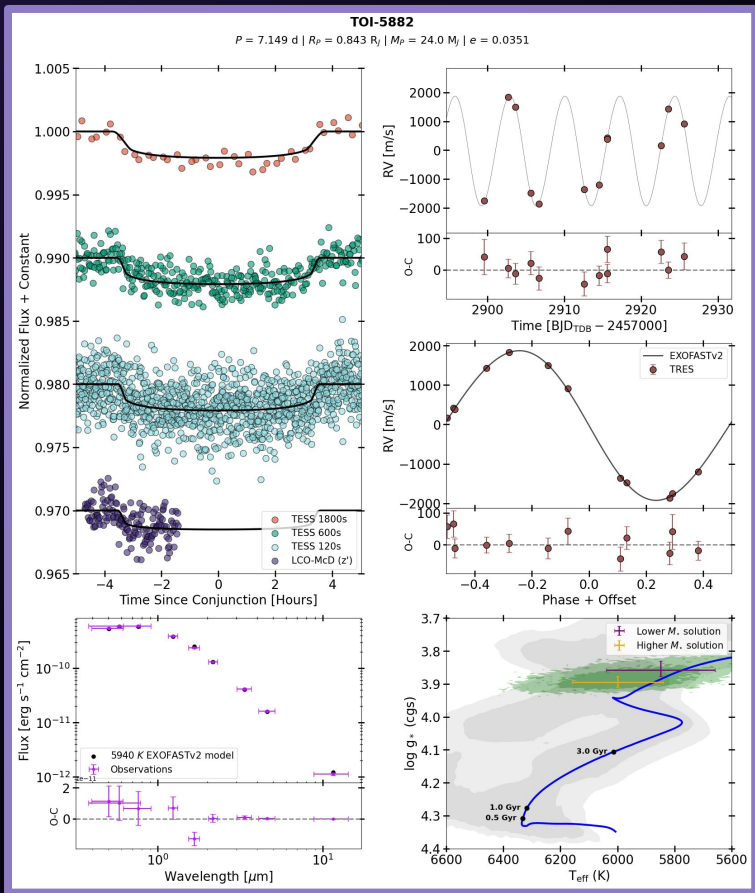 TOI-5882
P = 7.149 d | R_P = 0.843 R_J | M_P = 24.0 M_J | e = 0.0351
1.005
1.000
0.995
0.990
0.985
0.980
0.975
0.970
0.965
Normalized Flux + Constant
TESS 1800s
TESS 600s
TESS 120s
LCO-McD (z')
−4 −2 0 2 4
Time Since Conjunction [Hours]
2000
1000
0
−1000
−2000
RV [m/s]
100
0
O-C
2900 2910 2920 2930
Time [BJD_TDB − 2457000]
EXOFASTv2
TRES
2000
1000
0
−1000
−2000
RV [m/s]
100
0
O-C
−0.4 −0.2 0.0 0.2 0.4
Phase + Offset
10⁻¹⁰
10⁻¹¹
10⁻¹²
Flux [erg s⁻¹ cm⁻²]
5940 K EXOFASTv2 model
Observations
1e−11
2
0
O-C
10⁰ 10¹
Wavelength [μm]
3.7
3.8
3.9
4.0
4.1
4.2
4.3
4.4
log g* (cgs)
Lower M* solution
Higher M* solution
3.0 Gyr
1.0 Gyr
0.5 Gyr
6600 6400 6200 6000 5800 5600
T_eff (K)